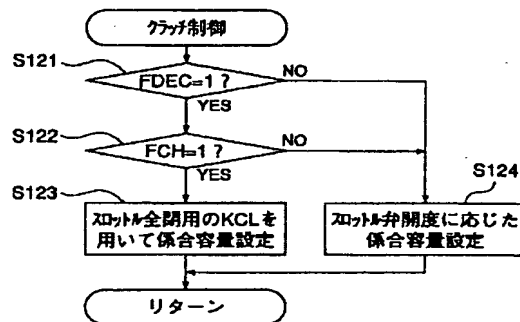 クラッチ制御
S121
FDEC=1 ?
NO
YES
S122
FCH=1 ?
NO
YES
S123
スロットル全閉用のKCLを
用いて係合容量設定
S124
スロットル弁開度に応じた
係合容量設定
リターン